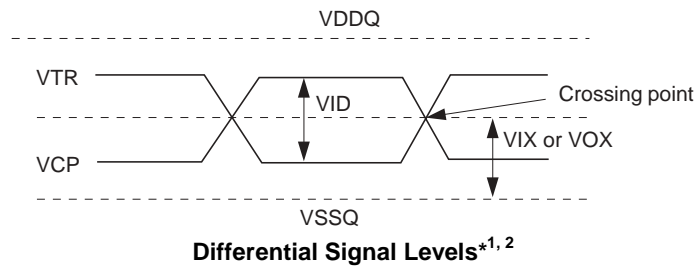 VDDQ
VTR
VID
Crossing point
VIX or VOX
VCP
VSSQ
Differential Signal Levels*1, 2